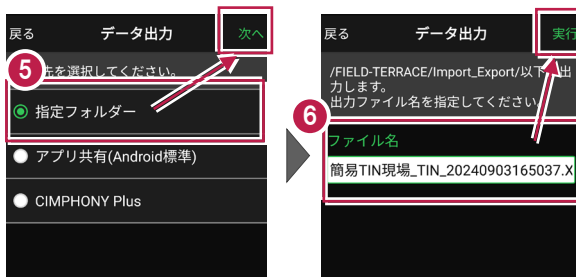 戻る データ出力 次へ
5
先を選択してください。
指定フォルダー
アプリ共有(Android標準)
CIMPHONY Plus
戻る データ出力 実行
/FIELD-TERRACE/Import_Export/以下 出
力します。
出力ファイル名を指定してください
6
ファイル名
簡易TIN現場_TIN_20240903165037.X